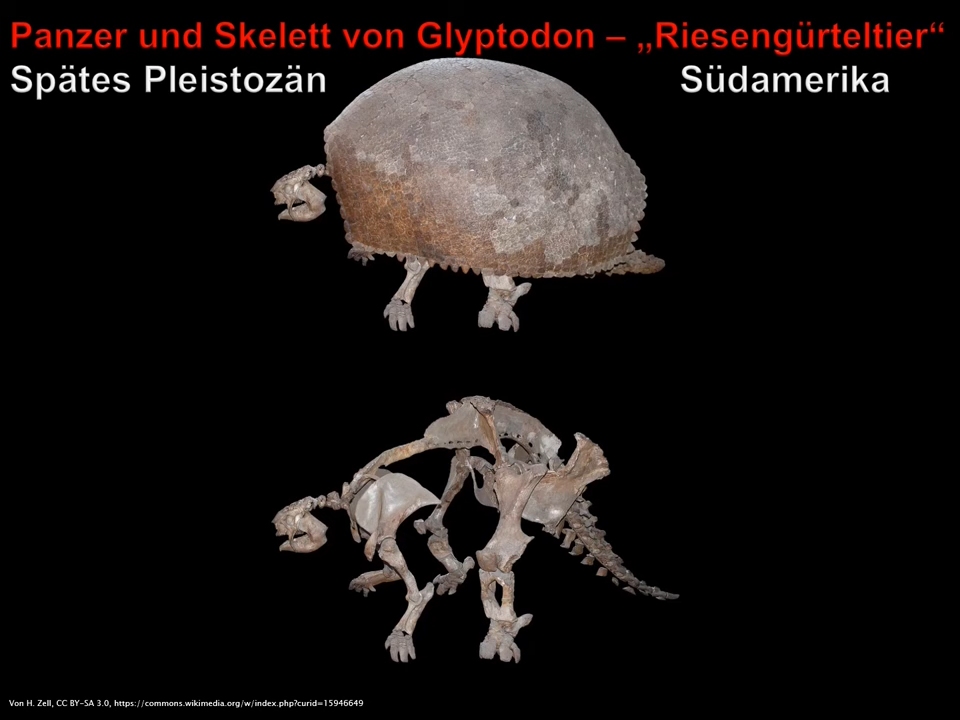 Panzer und Skelett von Glyptodon – „Riesengürteltier“
Spätes Pleistozän Südamerika
Von H. Zell, CC BY-SA 3.0, https://commons.wikimedia.org/w/index.php?curid=15946649